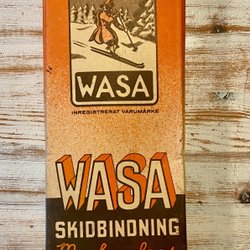 WASA
INREGISTRERAT VARUMÄRKE
WASA
SKIDBINDNING